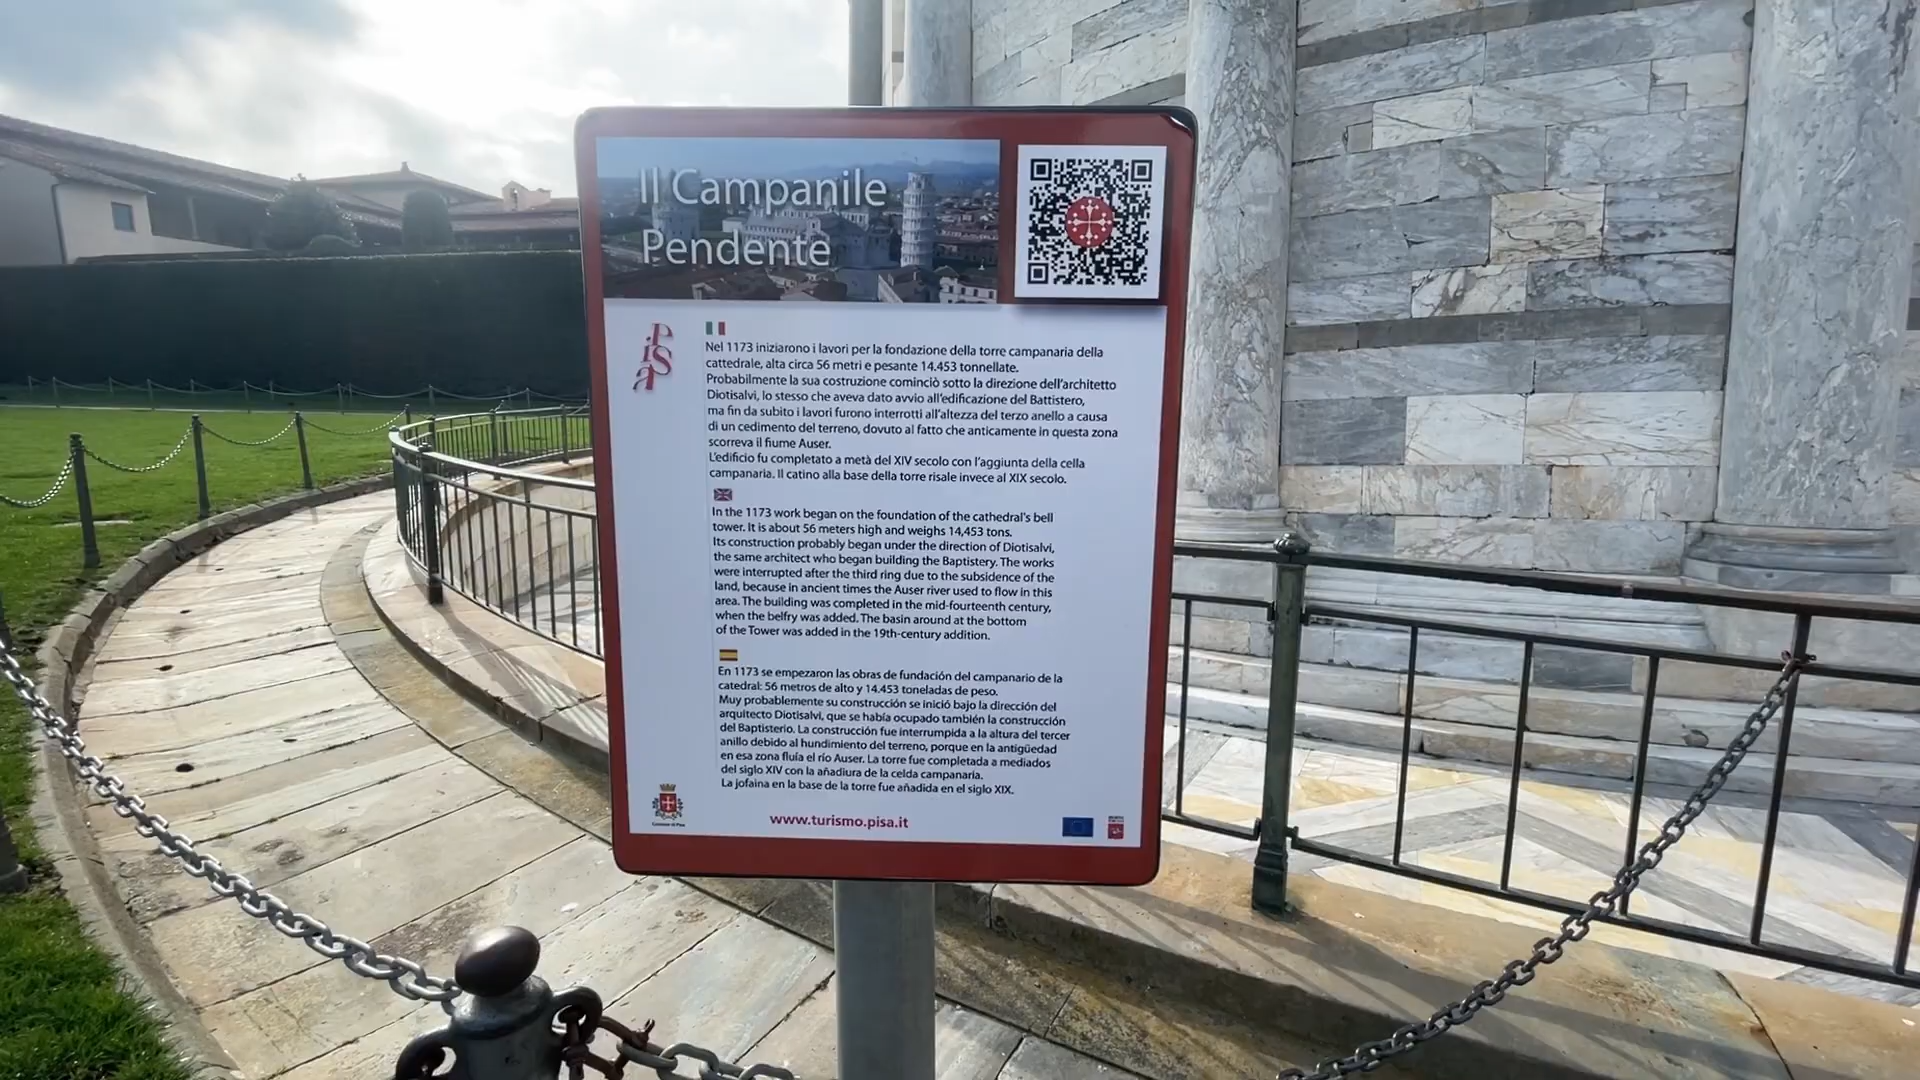 Il Campanile
Pendente
Pisa
Nel 1173 iniziarono i lavori per la fondazione della torre campanaria della
cattedrale, alta circa 56 metri e pesante 14.453 tonnellate.
Probabilmente la sua costruzione cominciò sotto la direzione dell'architetto
Diotisalvi, lo stesso che aveva dato avvio all'edificazione del Battistero,
ma fin da subito i lavori furono interrotti all'altezza del terzo anello a causa
di un cedimento del terreno, dovuto al fatto che anticamente in questa zona
scorreva il fiume Auser.
L'edificio fu completato a metà del XIV secolo con l'aggiunta della cella
campanaria. Il catino alla base della torre risale invece al XIX secolo.
In the 1173 work began on the foundation of the cathedral's bell
tower. It is about 56 meters high and weighs 14,453 tons.
Its construction probably began under the direction of Diotisalvi,
the same architect who began building the Baptistery. The works
were interrupted after the third ring due to the subsidence of the
land, because in ancient times the Auser river used to flow in this
area. The building was completed in the mid-fourteenth century,
when the belfry was added. The basin around at the bottom
of the Tower was added in the 19th-century addition.
En 1173 se empezaron las obras de fundación del campanario de la
catedral: 56 metros de alto y 14.453 toneladas de peso.
Muy probablemente su construcción se inició bajo la dirección del
arquitecto Diotisalvi, que se había ocupado también la construcción
del Baptisterio. La construcción fue interrumpida a la altura del tercer
anillo debido al hundimiento del terreno, porque en la antigüedad
en esa zona fluía el río Auser. La torre fue completada a mediados
del siglo XIV con la añadiura de la celda campanaria.
La jofaina en la base de la torre fue añadida en el siglo XIX.
Comune di Pisa
www.turismo.pisa.it